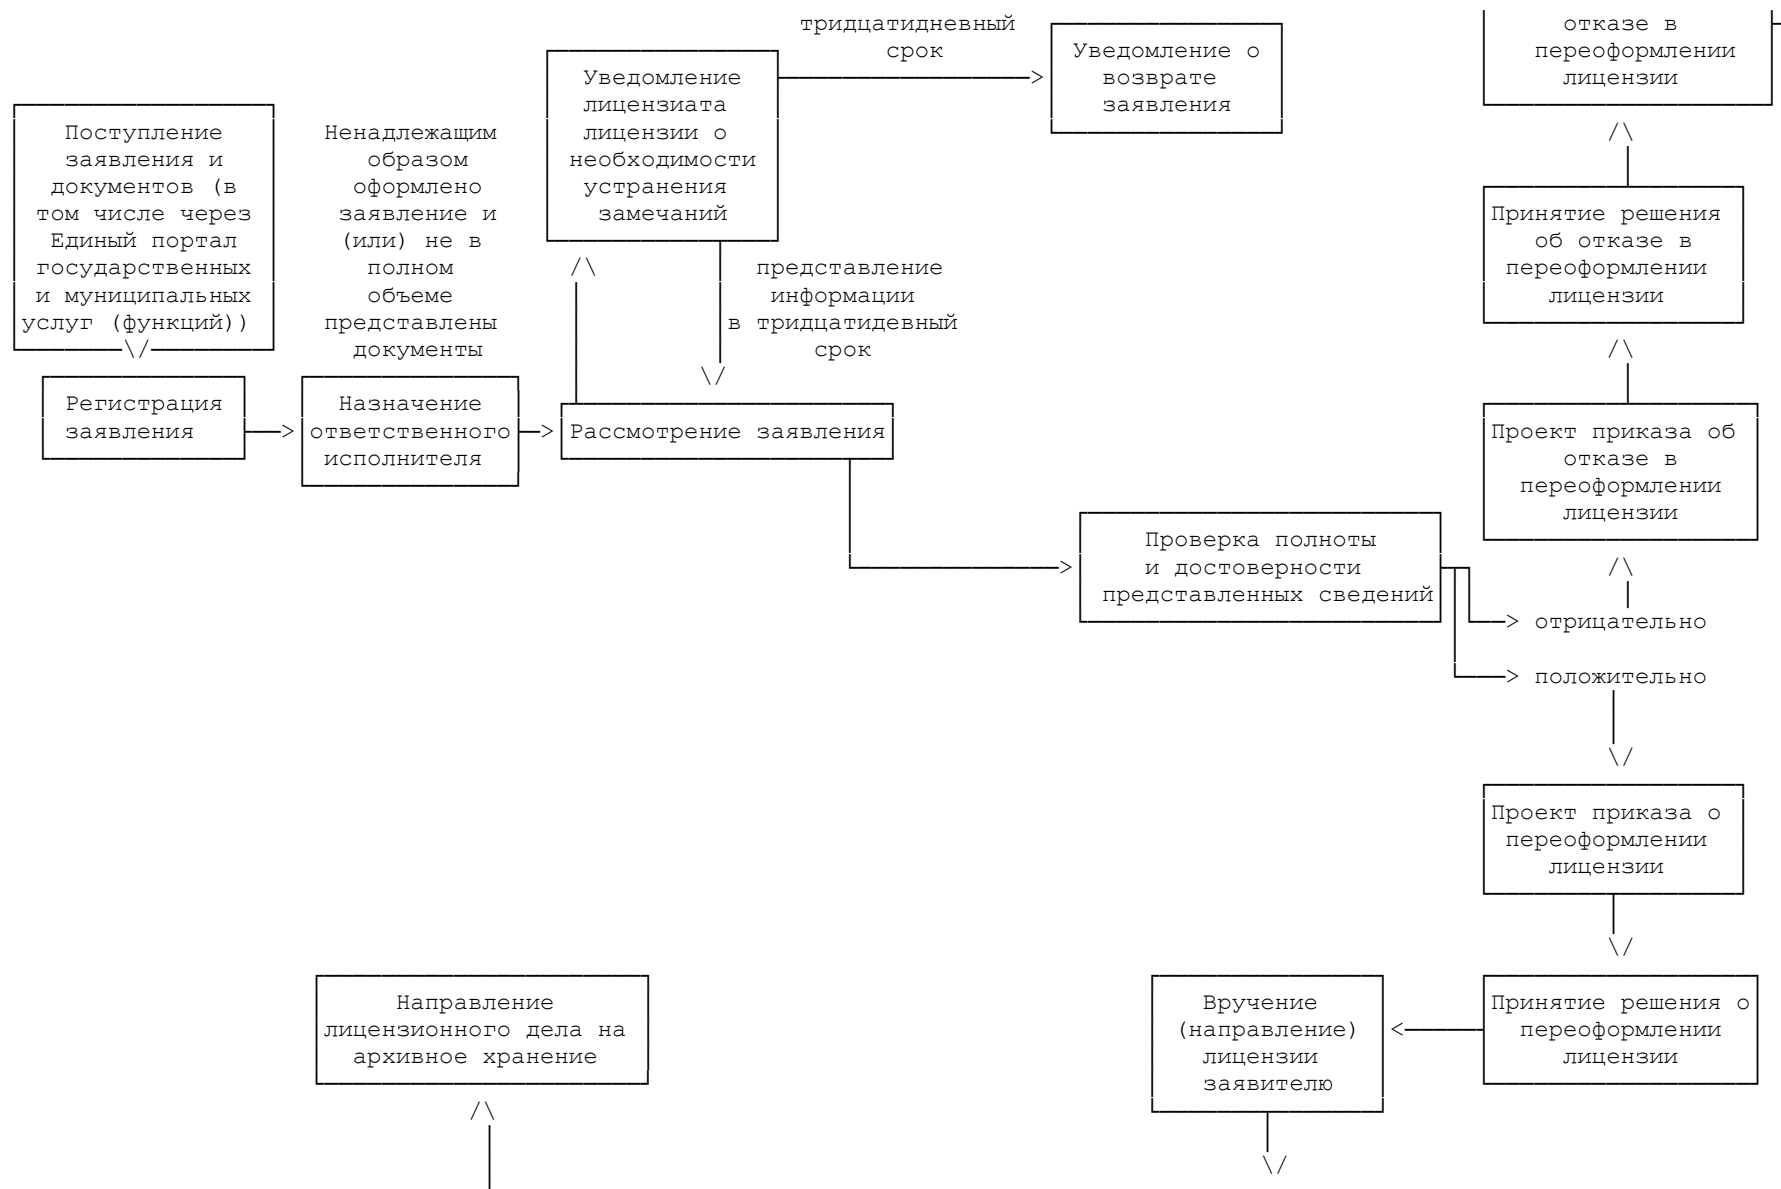 тридцатидневный
срок
Уведомление о
возврате
заявления
отказе в
переоформлении
лицензии
Уведомление
лицензиата
лицензии о
необходимости
устранения
замечаний
Поступление
заявления и
документов (в
том числе через
Единый портал
государственных
и муниципальных
услуг (функций))
Ненадлежащим
образом
оформлено
заявление и
(или) не в
полном
объеме
представлены
документы
представление
информации
в тридцатидевный
срок
Принятие решения
об отказе в
переоформлении
лицензии
Регистрация
заявления
Назначение
ответственного
исполнителя
Рассмотрение заявления
Проект приказа об
отказе в
переоформлении
лицензии
Проверка полноты
и достоверности
представленных сведений
отрицательно
положительно
Проект приказа о
переоформлении
лицензии
Направление
лицензионного дела на
архивное хранение
Вручение
(направление)
лицензии
заявителю
Принятие решения о
переоформлении
лицензии